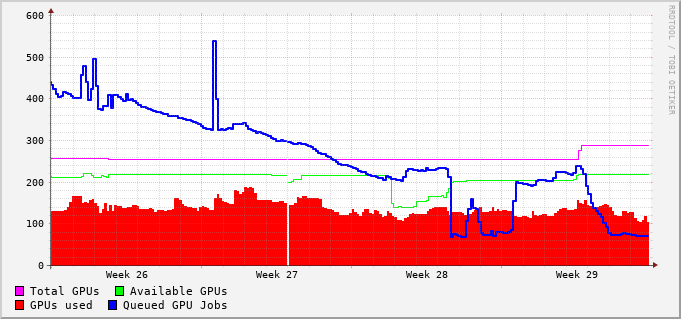 600
500
400
300
200
100
0
Week 26 Week 27 Week 28 Week 29
Total GPUs Available GPUs
GPUs used Queued GPU Jobs
RRDTOOL / TOBI OETIKER